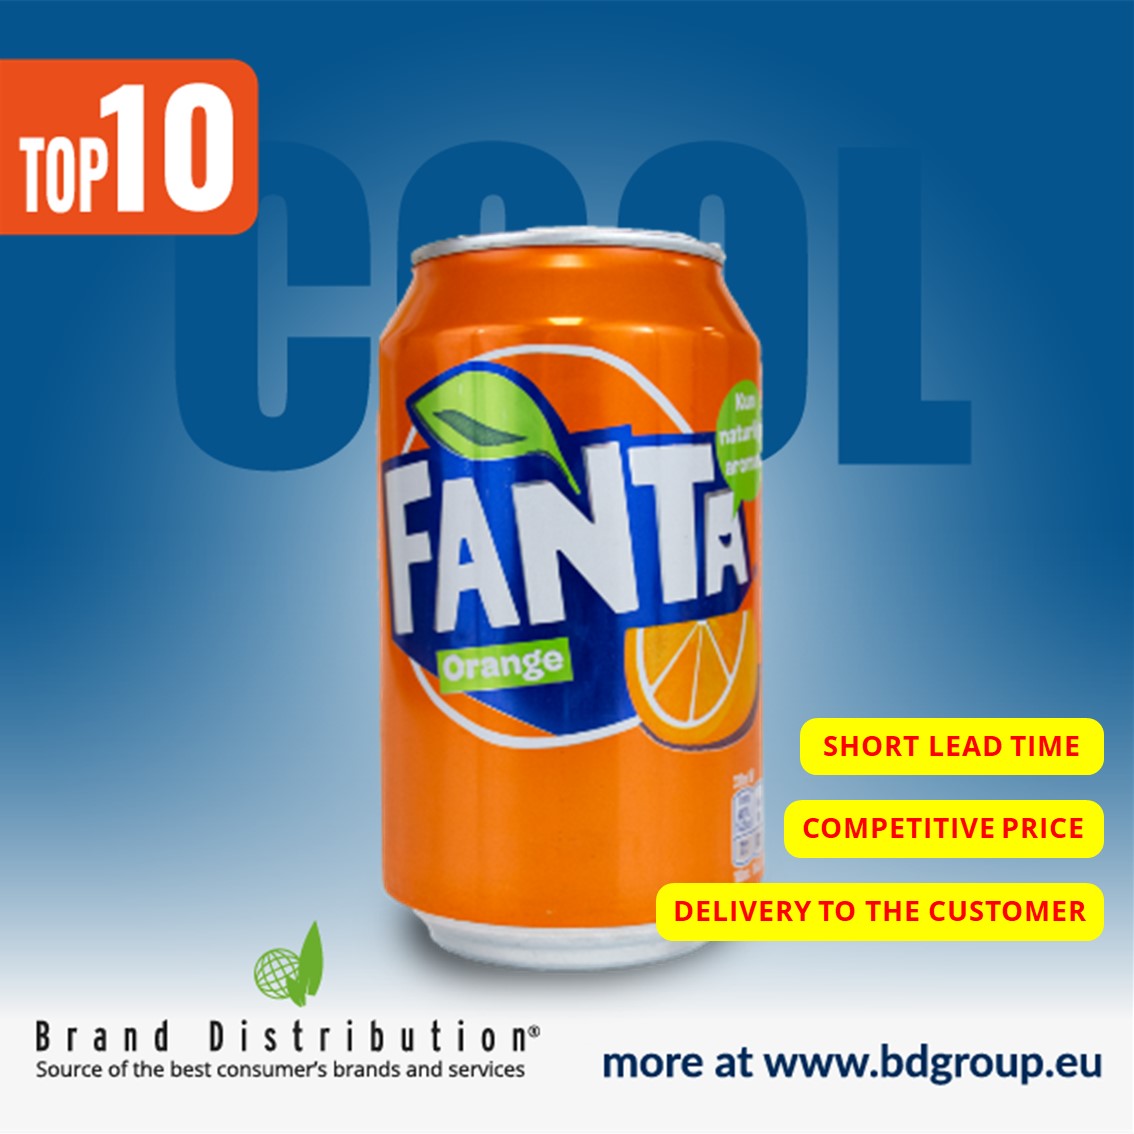 TOP10
COOL
Kun
FANTA
Orange
SHORT LEAD TIME
COMPETITIVE PRICE
DELIVERY TO THE CUSTOMER
Brand Distribution®
Source of the best consumer's brands and services
more at www.bdgroup.eu